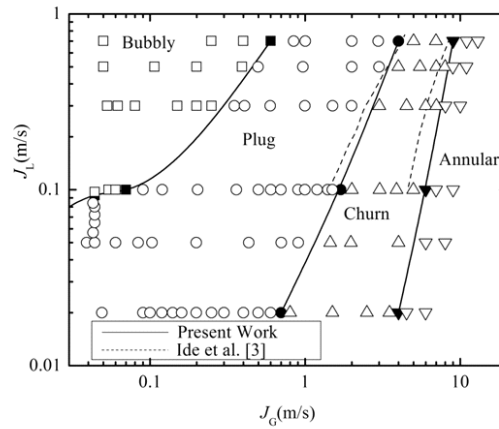 1
Bubbly
Plug
J_L(m/s)
Annular
0.1
Churn
Present Work
Ide et al. [3]
0.01
0.1
1
10
J_G(m/s)